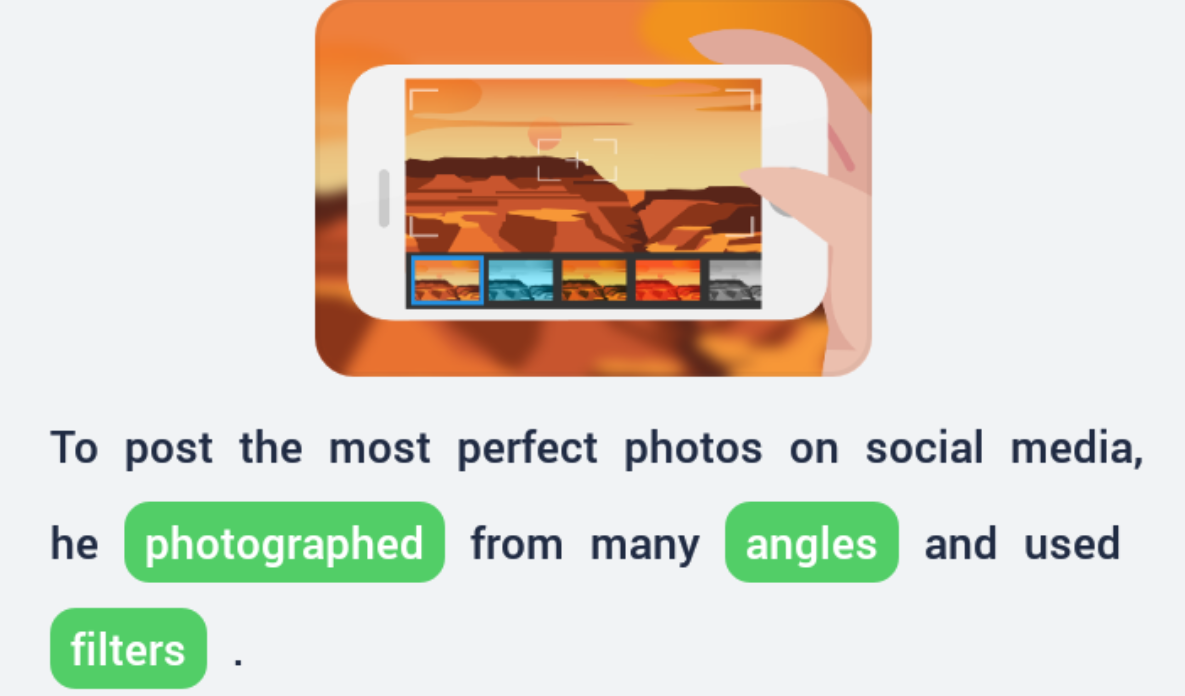 To post the most perfect photos on social media,
he photographed from many angles and used
filters .